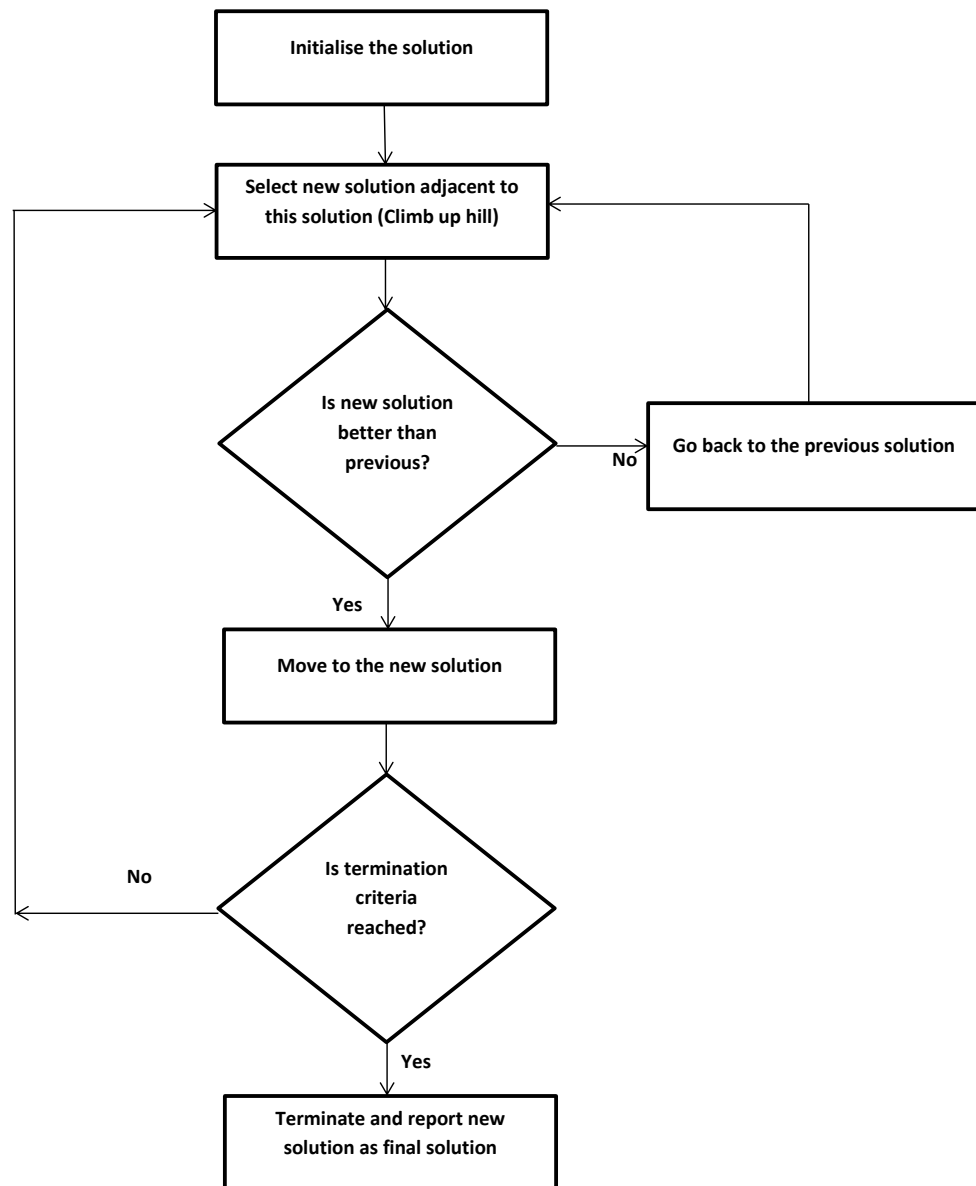 Initialise the solution
Select new solution adjacent to
this solution (Climb up hill)
Is new solution
better than
previous?
No
Go back to the previous solution
Yes
Move to the new solution
Is termination
criteria
reached?
No
Yes
Terminate and report new
solution as final solution